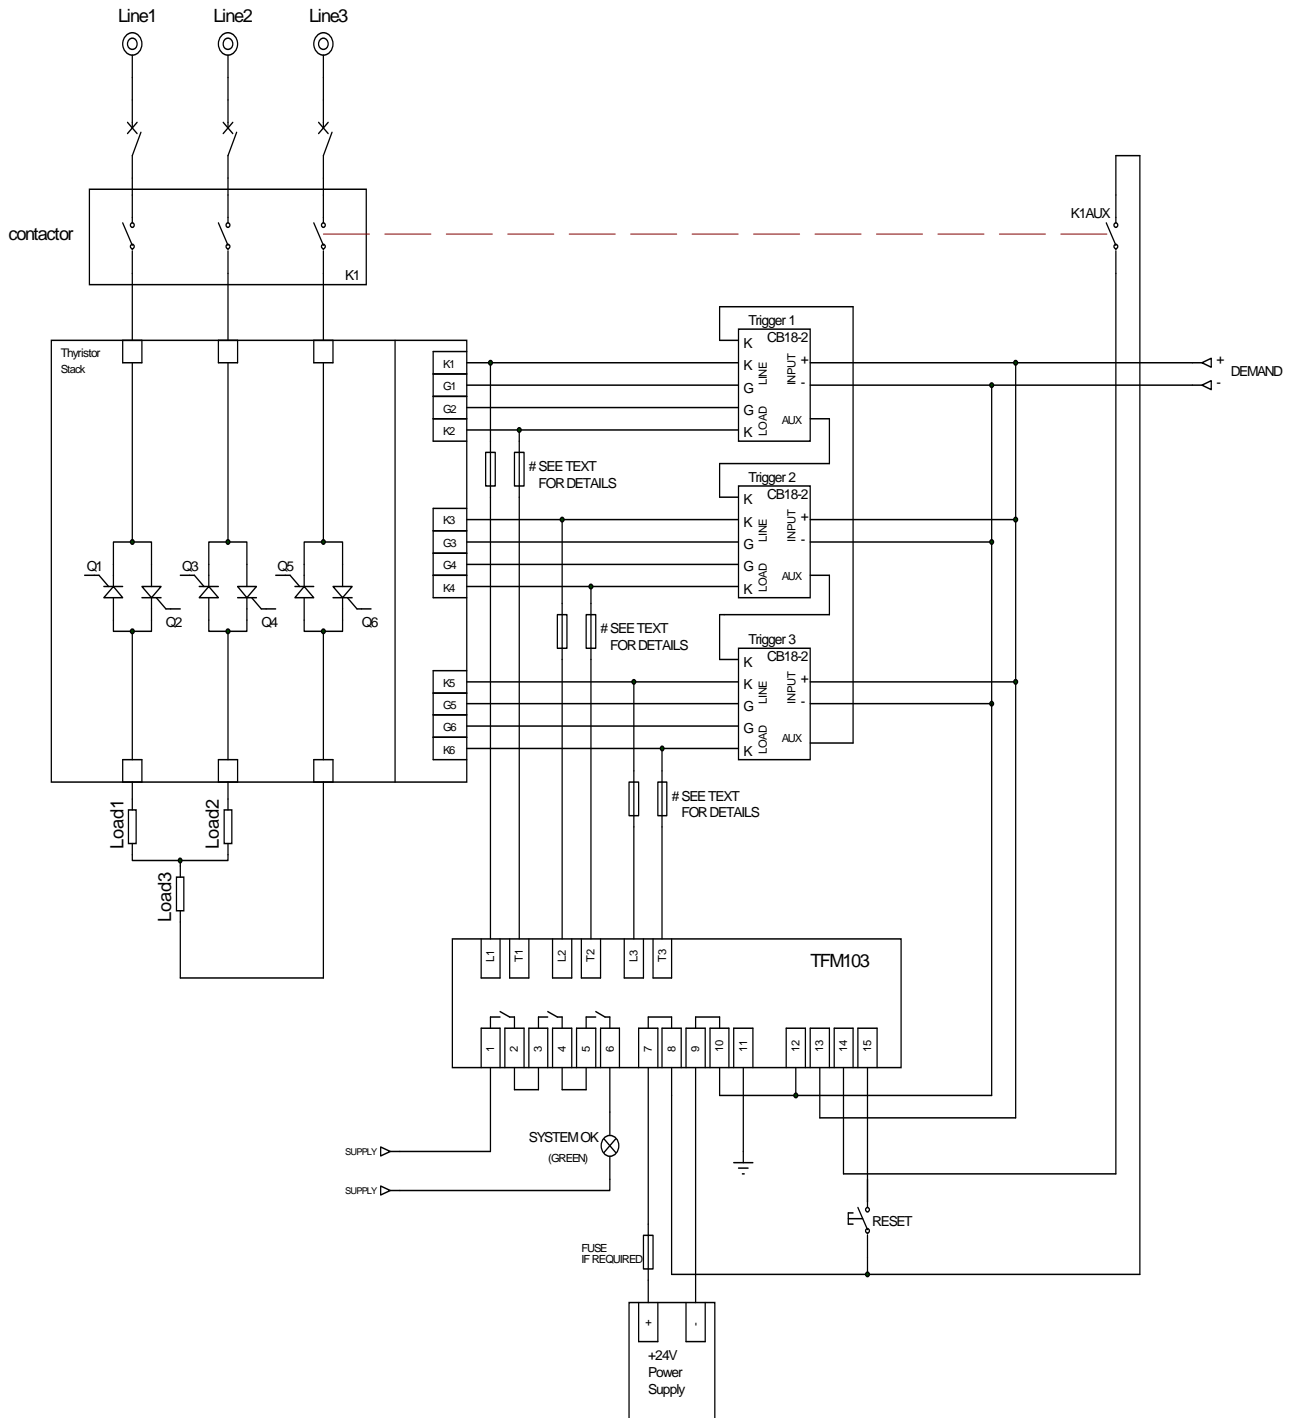 Line1 Line2 Line3
contactor
K1
K1AUX
Thyristor
Stack
K1
G1
G2
K2
K3
G3
G4
K4
K5
G5
G6
K6
Q1
Q2
Q3
Q4
Q5
Q6
Trigger 1
CB18-2
K
K
G
G
K
LINE
LOAD
INPUT
+
-
AUX
+
-
DEMAND
# SEE TEXT
FOR DETAILS
Trigger 2
CB18-2
K
K
G
G
K
LINE
LOAD
INPUT
+
-
AUX
# SEE TEXT
FOR DETAILS
Trigger 3
CB18-2
K
K
G
G
K
LINE
LOAD
INPUT
+
-
AUX
# SEE TEXT
FOR DETAILS
Load1
Load2
Load3
L1 T1 L2 T2 L3 T3
TFM103
1 2 3 4 5 6 7 8 9 10 11 12 13 14 15
SYSTEM OK
(GREEN)
SUPPLY
SUPPLY
RESET
FUSE
IF REQUIRED
+ -
+24V
Power
Supply